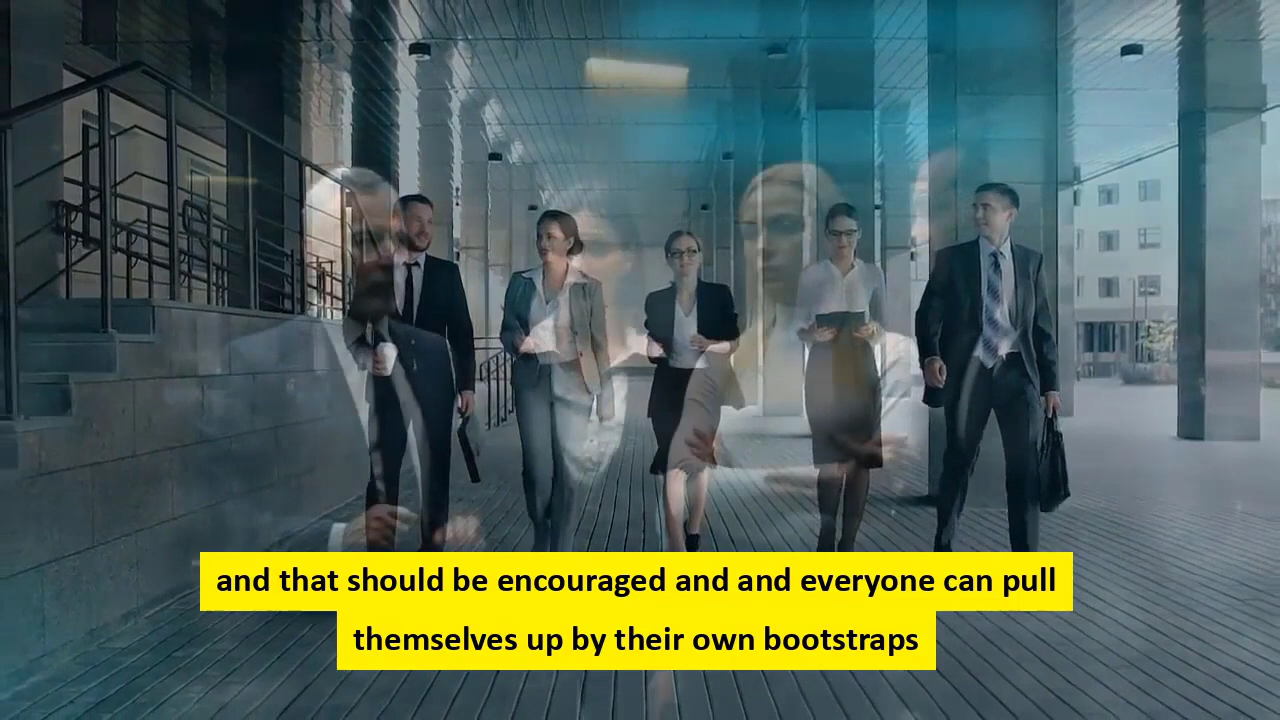 and that should be encouraged and and everyone can pull
themselves up by their own bootstraps